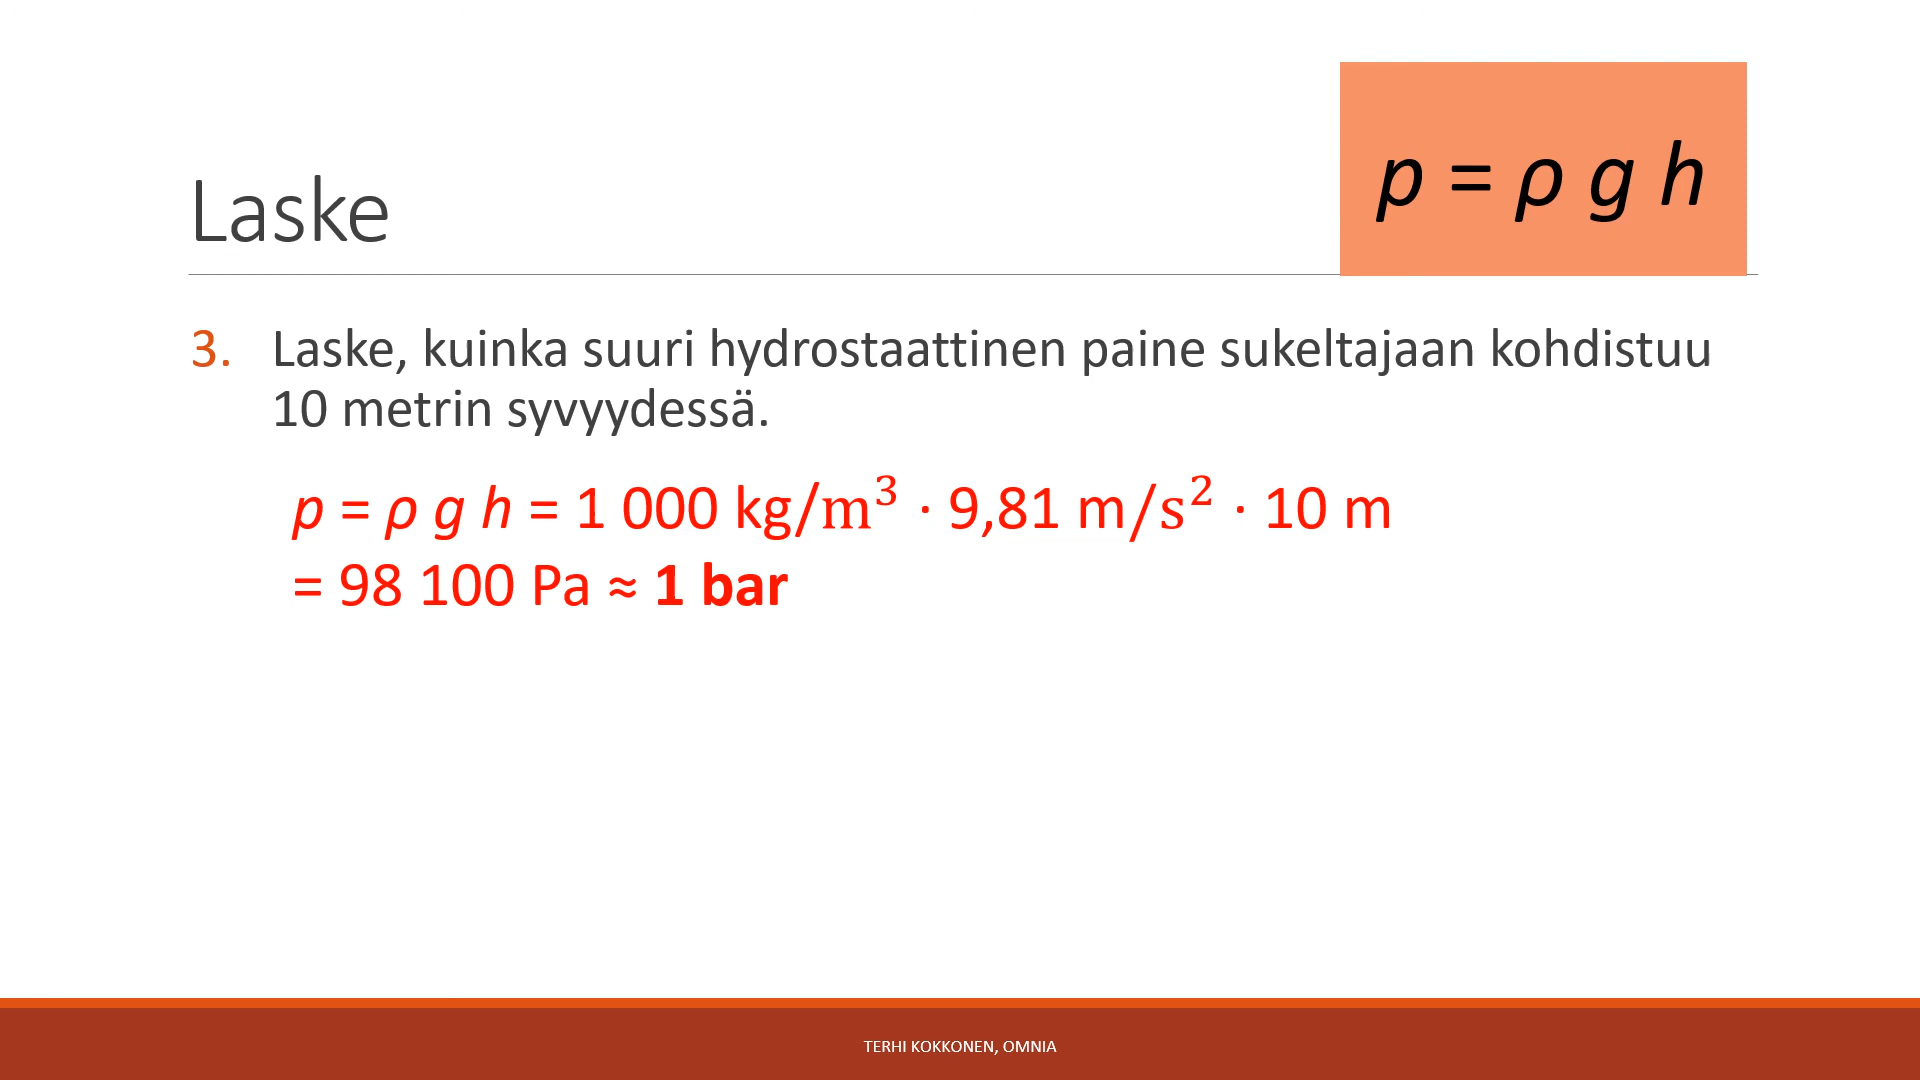 p = ρ g h
Laske
3. Laske, kuinka suuri hydrostaattinen paine sukeltajaan kohdistuu
10 metrin syvyydessä.
p = ρ g h = 1 000 kg/m³ · 9,81 m/s² · 10 m
= 98 100 Pa ≈ 1 bar
TERHI KOKKONEN, OMNIA